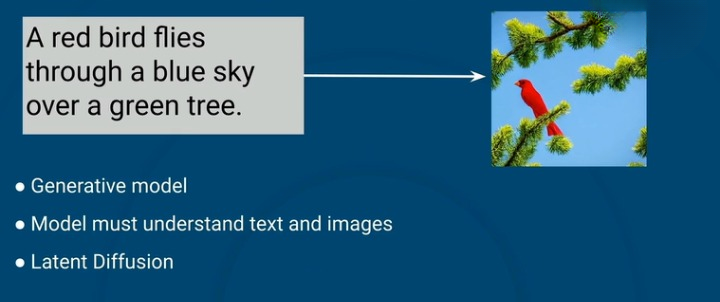 A red bird flies
through a blue sky
over a green tree.
● Generative model
● Model must understand text and images
● Latent Diffusion